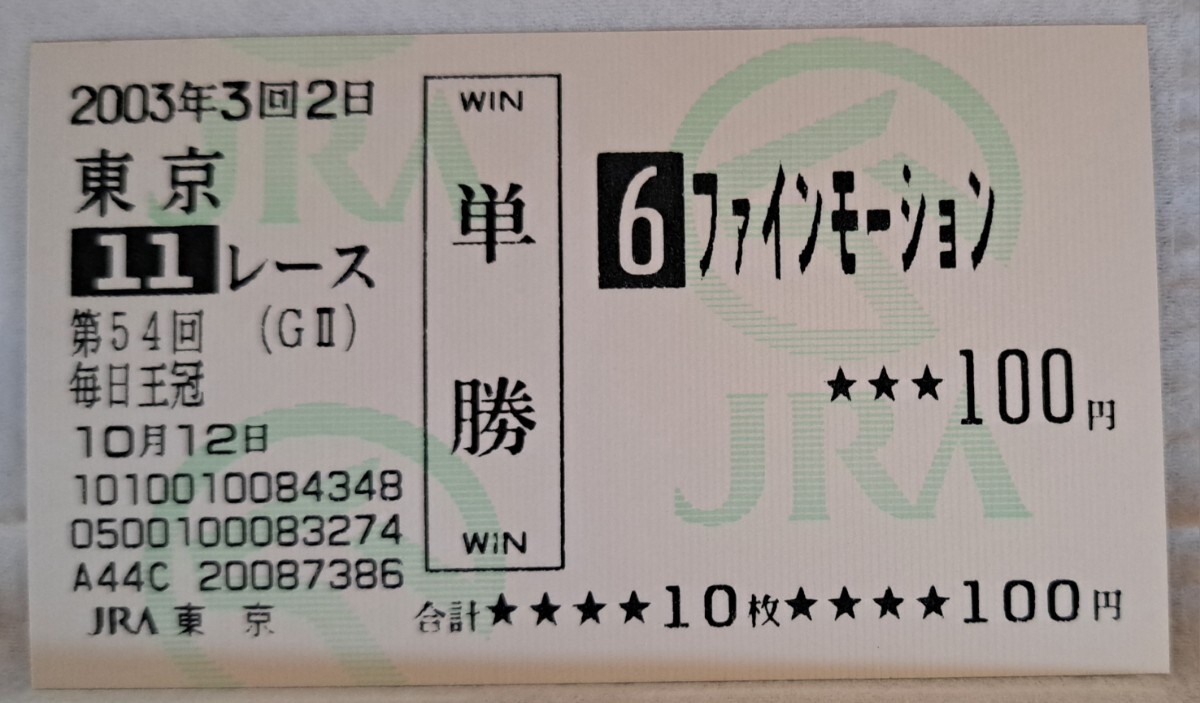 2003年3回2日
東京
11レース
第54回 (GⅡ)
毎日王冠
10月12日
1010010084348
0500100083274
A44C 20087386
JRA 東 京
WIN
単
勝
WIN
6 ファインモーション
★★★100円
合計★★★★10枚★★★★100円
JRA
JRA